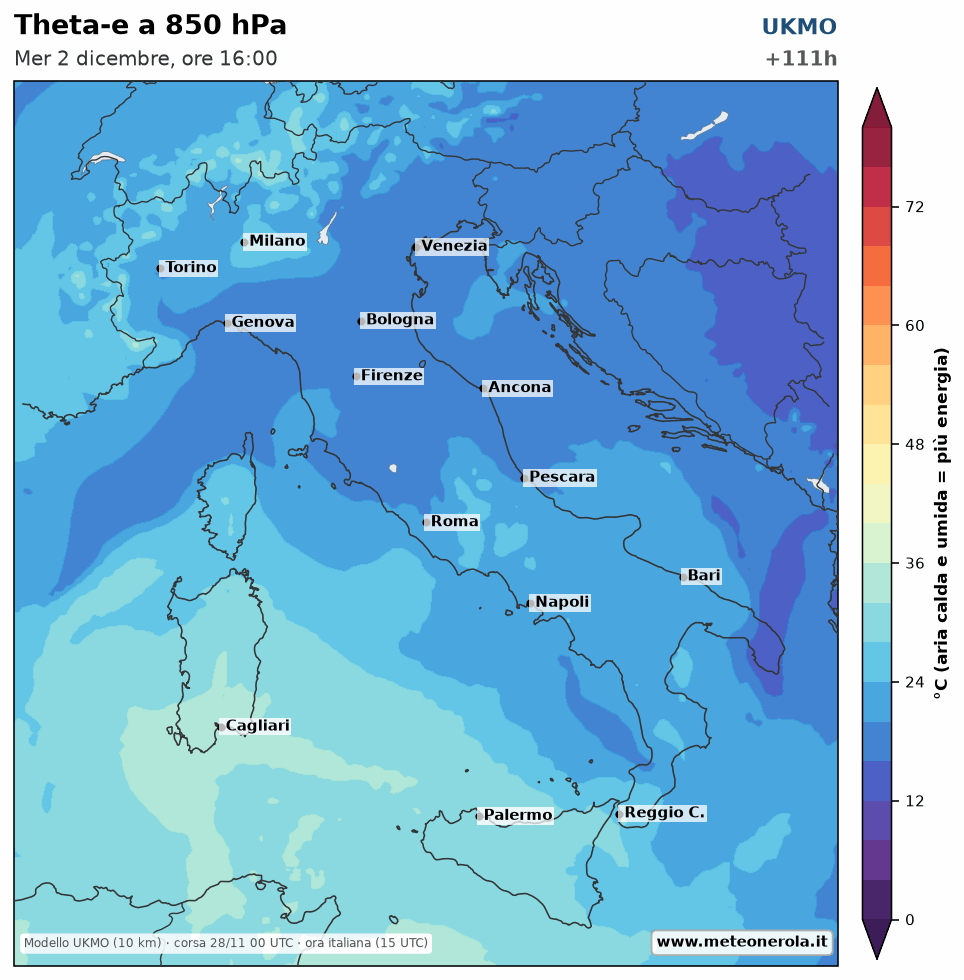 Theta-e a 850 hPa
UKMO
Mer 2 dicembre, ore 16:00
+111h
Milano
Venezia
Torino
Genova
Bologna
Firenze
Ancona
Pescara
Roma
Bari
Napoli
Cagliari
Palermo
Reggio C.
72
60
48
36
24
12
0
°C (aria calda e umida = più energia)
Modello UKMO (10 km) · corsa 28/11 00 UTC · ora italiana (15 UTC)
www.meteonerola.it